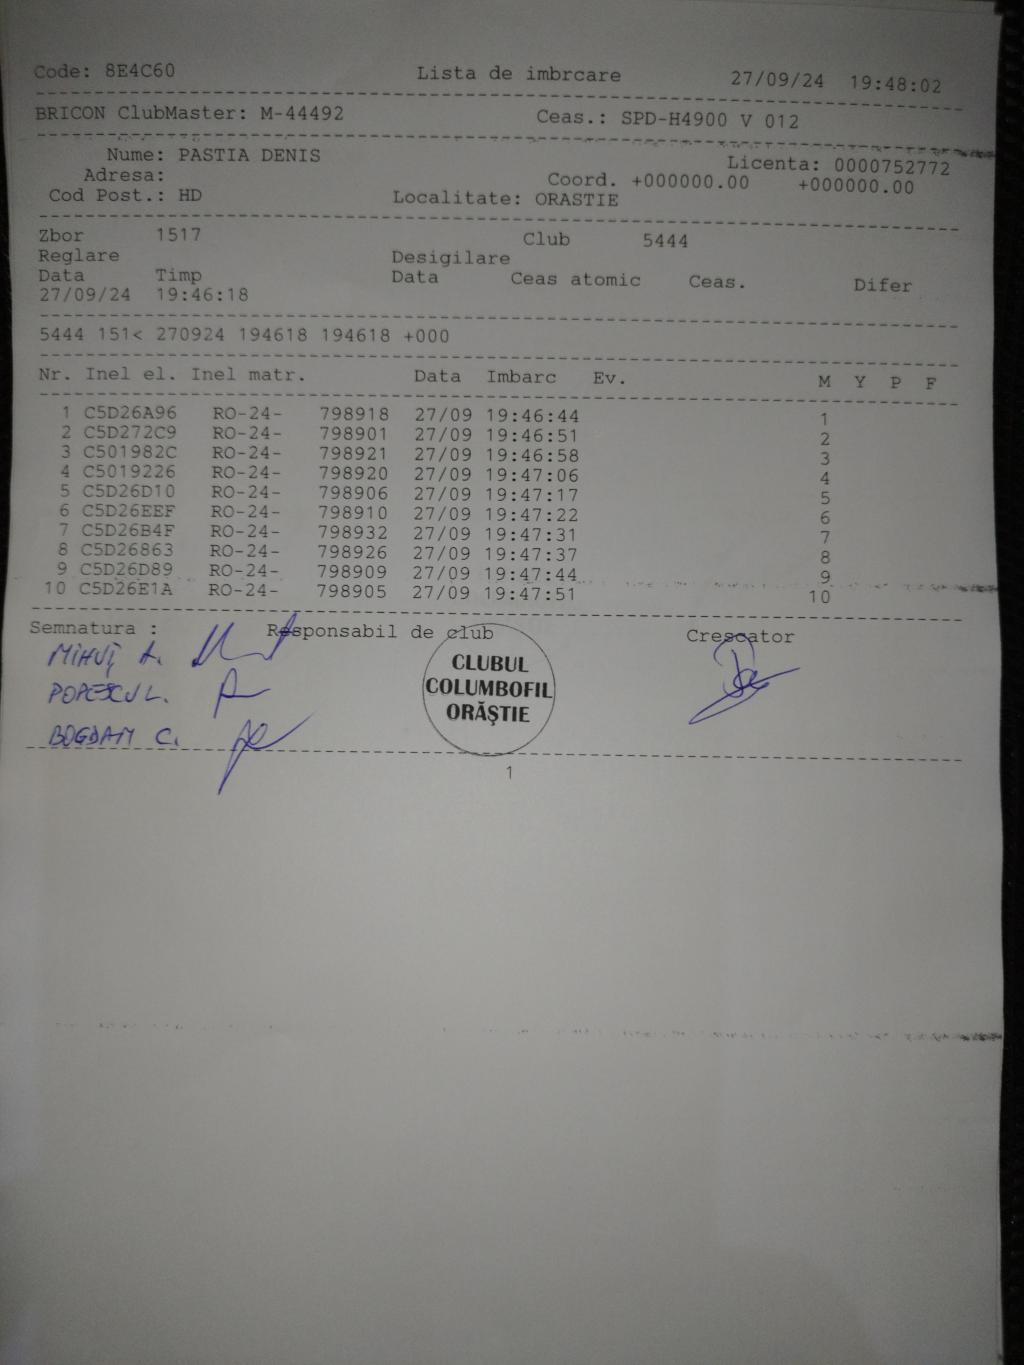 Code: 8E4C60 Lista de imbrcare 27/09/24 19:48:02
BRICON ClubMaster: M-44492 Ceas.: SPD-H4900 V 012
Nume: PASTIA DENIS Licenta: 0000752772
Adresa: Coord. +000000.00 +000000.00
Cod Post.: HD Localitate: ORASTIE
Zbor 1517 Club 5444
Reglare Desigilare
Data Timp Data Ceas atomic Ceas. Difer
27/09/24 19:46:18
5444 151< 270924 194618 194618 +000
Nr. Inel el. Inel matr. Data Imbarc Ev. M Y P F
1 C5D26A96 RO-24- 798918 27/09 19:46:44 1
2 C5D272C9 RO-24- 798901 27/09 19:46:51 2
3 C501982C RO-24- 798921 27/09 19:46:58 3
4 C5019226 RO-24- 798920 27/09 19:47:06 4
5 C5D26D10 RO-24- 798906 27/09 19:47:17 5
6 C5D26EEF RO-24- 798910 27/09 19:47:22 6
7 C5D26B4F RO-24- 798932 27/09 19:47:31 7
8 C5D26863 RO-24- 798926 27/09 19:47:37 8
9 C5D26D89 RO-24- 798909 27/09 19:47:44 9
10 C5D26E1A RO-24- 798905 27/09 19:47:51 10
Semnatura : Responsabil de club Crescator
MIHUȚ A.
POPESCU L.
BOGDAN C.
CLUBUL
COLUMBOFIL
ORĂŞTIE
1